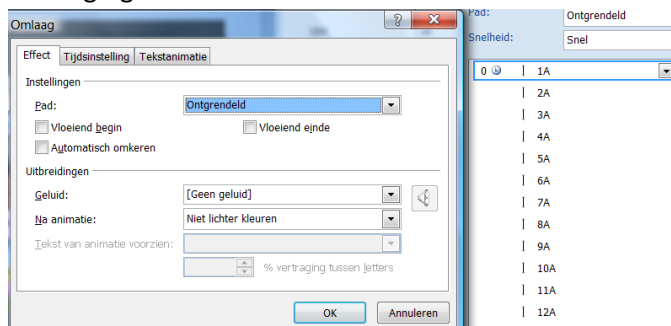 Omlaag
Effect Tijdsinstelling Tekstanimatie
Instellingen
Pad: Ontgrendeld
Vloeiend begin Vloeiend einde
Automatisch omkeren
Uitbreidingen
Geluid: [Geen geluid]
Na animatie: Niet lichter kleuren
Tekst van animatie voorzien:
% vertraging tussen letters
OK Annuleren
Pad: Ontgrendeld
Snelheid: Snel
0 1A
2A
3A
4A
5A
6A
7A
8A
9A
10A
11A
12A